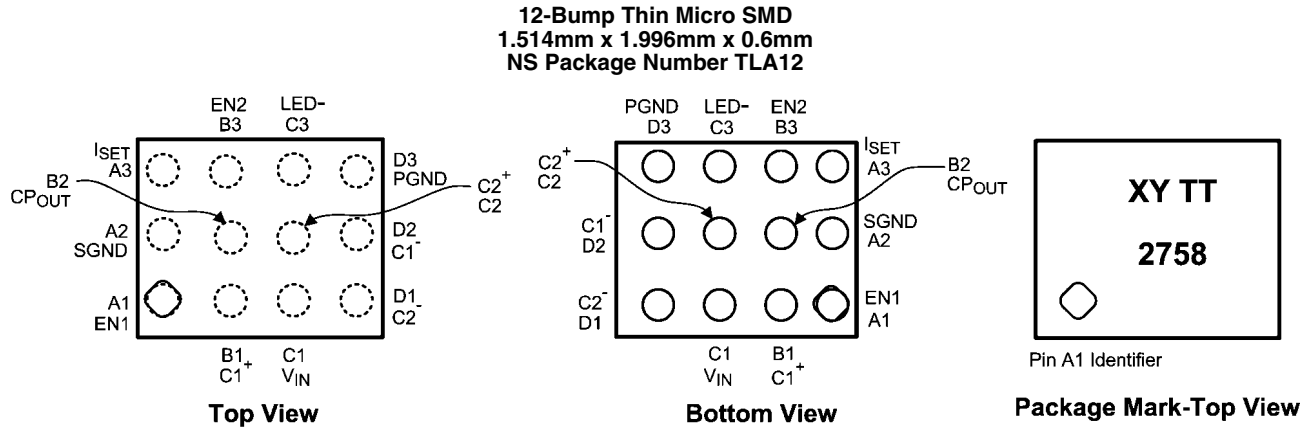 12-Bump Thin Micro SMD
1.514mm x 1.996mm x 0.6mm
NS Package Number TLA12
EN2
B3
LED-
C3
ISET
A3
D3
PGND
B2
CPOUT
C2+
C2
A2
SGND
D2
C1-
A1
EN1
D1
C2-
B1
C1+
C1
VIN
Top View
PGND
D3
LED-
C3
EN2
B3
ISET
A3
C2+
C2
B2
CPOUT
C1-
D2
SGND
A2
C2-
D1
EN1
A1
C1
VIN
B1
C1+
Bottom View
XY TT
2758
Pin A1 Identifier
Package Mark-Top View